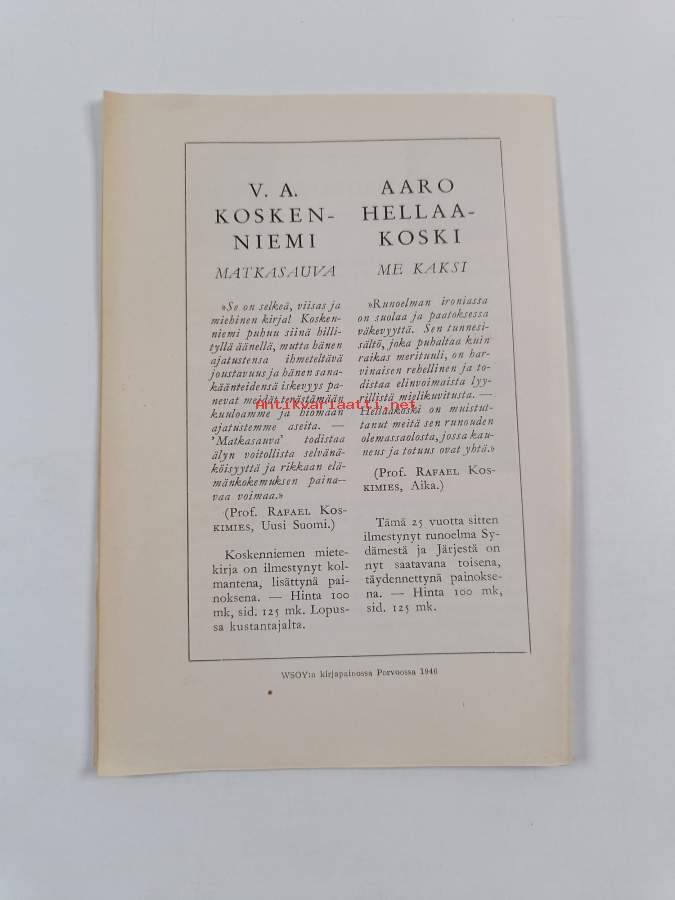 V. A.
KOSKEN-
NIEMI
MATKASAUVA
»Se on selkeä, viisas ja
miehinen kirja! Kosken-
niemi puhuu siinä hilli-
tyllä äänellä, mutta hänen
ajatustensa ihmeteltävä
joustavuus ja hänen sana-
käänteidensä iskevyys pa-
nevat meidät terästämään
kuuloamme ja hiomaan
ajatustemme aseita. —
'Matkasauva' todistaa
älyn voitollista selvänä-
köisyyttä ja rikkaan elä-
mänkokemuksen paina-
vaa voimaa.»
(Prof. RAFAEL KOS-
KIMIES, Uusi Suomi.)
Koskenniemen miete-
kirja on ilmestynyt kol-
mantena, lisättynä pai-
noksena. — Hinta 100
mk, sid. 125 mk. Lopus-
sa kustantajalta.
AARO
HELLAA-
KOSKI
ME KAKSI
»Runoelman ironiassa
on suolaa ja paatoksessa
väkevyyttä. Sen tunnesi-
sältö, joka puhaltaa kuin
raikas merituuli, on har-
vinaisen rehellinen ja to-
distaa elinvoimaista lyy-
rillistä mielikuvitusta. —
Hellaakoski on muistut-
tanut meitä sen runouden
olemassaolosta, jossa kau-
neus ja totuus ovat yhtä.»
(Prof. RAFAEL KOS-
KIMIES, Aika.)
Tämä 25 vuotta sitten
ilmestynyt runoelma Sy-
dämestä ja Järjestä on
nyt saatavana toisena,
täydennettynä painokse-
na. — Hinta 100 mk,
sid. 125 mk.
WSOY:n kirjapainossa Porvoossa 1946
Antikvariaatti.net